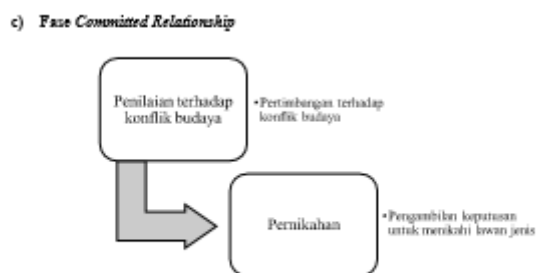 c) Fase Committed Relationship
Penilaian terhadap
konflik budaya
•Pertimbangan terhadap
konflik budaya
Pernikahan
•Pengambilan keputusan
untuk menikahi lawan jenis